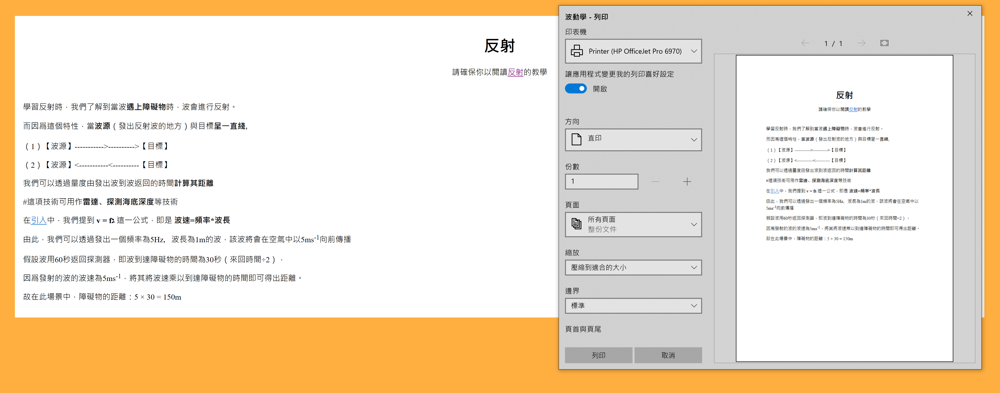 反射
請確保你以閱讀反射的教學
學習反射時，我們了解到當波遇上障礙物時，波會進行反射。
而因爲這個特性，當波源（發出反射波的地方）與目標呈一直綫,
（1）【波源】----------->---------->【目標】
（2）【波源】<-----------<----------【目標】
我們可以透過量度由發出波到波返回的時間計算其距離
#這項技術可用作雷達、探測海底深度等技術
在引入中，我們提到 v = fλ 這一公式，即是 波速=頻率*波長
由此，我們可以透過發出一個頻率為5Hz，波長為1m的波，該波將會在空氣中以5ms-1向前傳播
假設波用60秒返回探測器，即波到達障礙物的時間為30秒（來回時間÷2），
因爲發射的波的波速為5ms-1，將其將波速乘以到達障礙物的時間即可得出距離。
故在此場景中，障礙物的距離：5 × 30 = 150m
波動學 - 列印
印表機
Printer (HP OfficeJet Pro 6970)
讓應用程式變更我的列印喜好設定
開啟
方向
直印
份數
1
頁面
所有頁面
整份文件
縮放
壓縮到適合的大小
邊界
標準
頁首與頁尾
列印
取消
1 / 1
反射
請確保你以閱讀反射的教學
學習反射時，我們了解到當波遇上障礙物時，波會進行反射。
而因爲這個特性，當波源（發出反射波的地方）與目標呈一直綫,
（1）【波源】----------->---------->【目標】
（2）【波源】<-----------<----------【目標】
我們可以透過量度由發出波到波返回的時間計算其距離
#這項技術可用作雷達、探測海底深度等技術
在引入中，我們提到 v = fλ 這一公式，即是 波速=頻率*波長
由此，我們可以透過發出一個頻率為5Hz，波長為1m的波，該波將會在空氣中以
5ms-1向前傳播
假設波用60秒返回探測器，即波到達障礙物的時間為30秒（來回時間÷2），
因爲發射的波的波速為5ms-1，將其將波速乘以到達障礙物的時間即可得出距離。
故在此場景中，障礙物的距離：5 × 30 = 150m